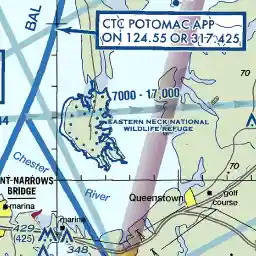 BAL
CTC POTOMAC APP
ON 124.55 OR 317.425
7000 - 17,000
EASTERN NECK NATIONAL
WILDLIFE REFUGE
70
Chester
NT-NARROWS
BRIDGE
River
70
Queenstown
golf
course
marina
marina
429
(425)
348